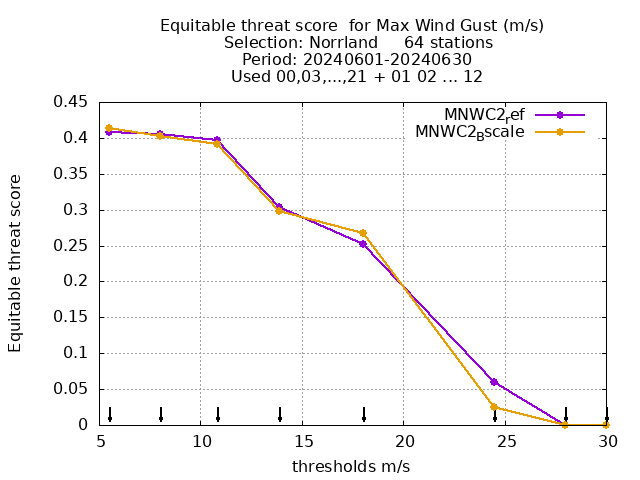 Equitable threat score  for Max Wind Gust (m/s)
Selection: Norrland     64 stations
Period: 20240601-20240630
Used 00,03,...,21 + 01 02 ... 12
MNWC2ref
MNWC2Bscale
0.45
0.4
0.35
0.3
0.25
0.2
0.15
0.1
0.05
0
Equitable threat score
5 10 15 20 25 30
thresholds m/s